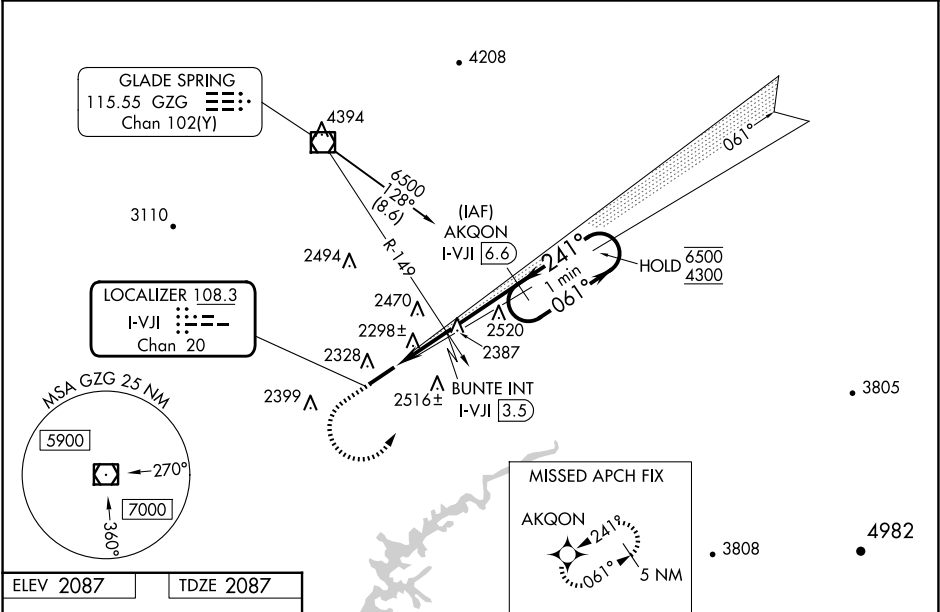 4208
GLADE SPRING
115.55 GZG
Chan 102(Y)
4394
061°
6500
128°
(8.6)
(IAF)
AKQON
I-VJI 6.6
3110
R-149
241°
1 min
061°
HOLD 6500
4300
2494
LOCALIZER 108.3
I-VJI
Chan 20
2470
2298±
2520
2387
2328
2399
2516±
BUNTE INT
I-VJI 3.5
3805
MSA GZG 25 NM
5900
270°
7000
360°
MISSED APCH FIX
AKQON
241°
061°
5 NM
3808
4982
ELEV 2087
TDZE 2087